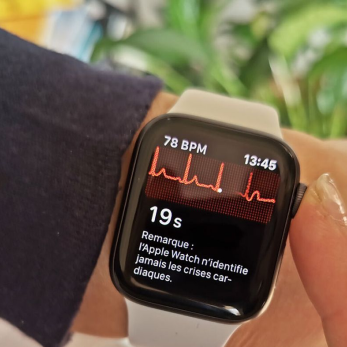 78 BPM
13:45
19s
Remarque :
l'Apple Watch n'identifie
jamais les crises car-
diaques.